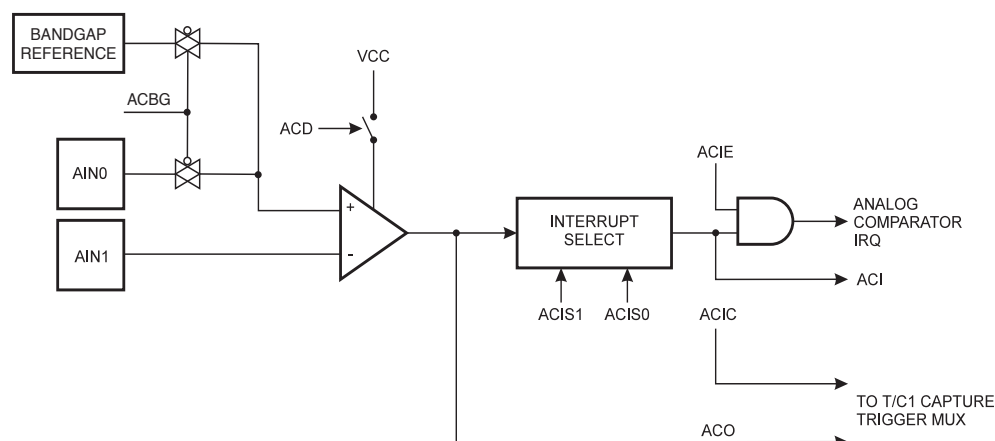 BANDGAP
REFERENCE
VCC
ACBG
ACD
ACIE
AIN0
+
INTERRUPT
SELECT
ANALOG
COMPARATOR
IRQ
AIN1
-
ACI
ACIS1
ACIS0
ACIC
TO T/C1 CAPTURE
TRIGGER MUX
ACO